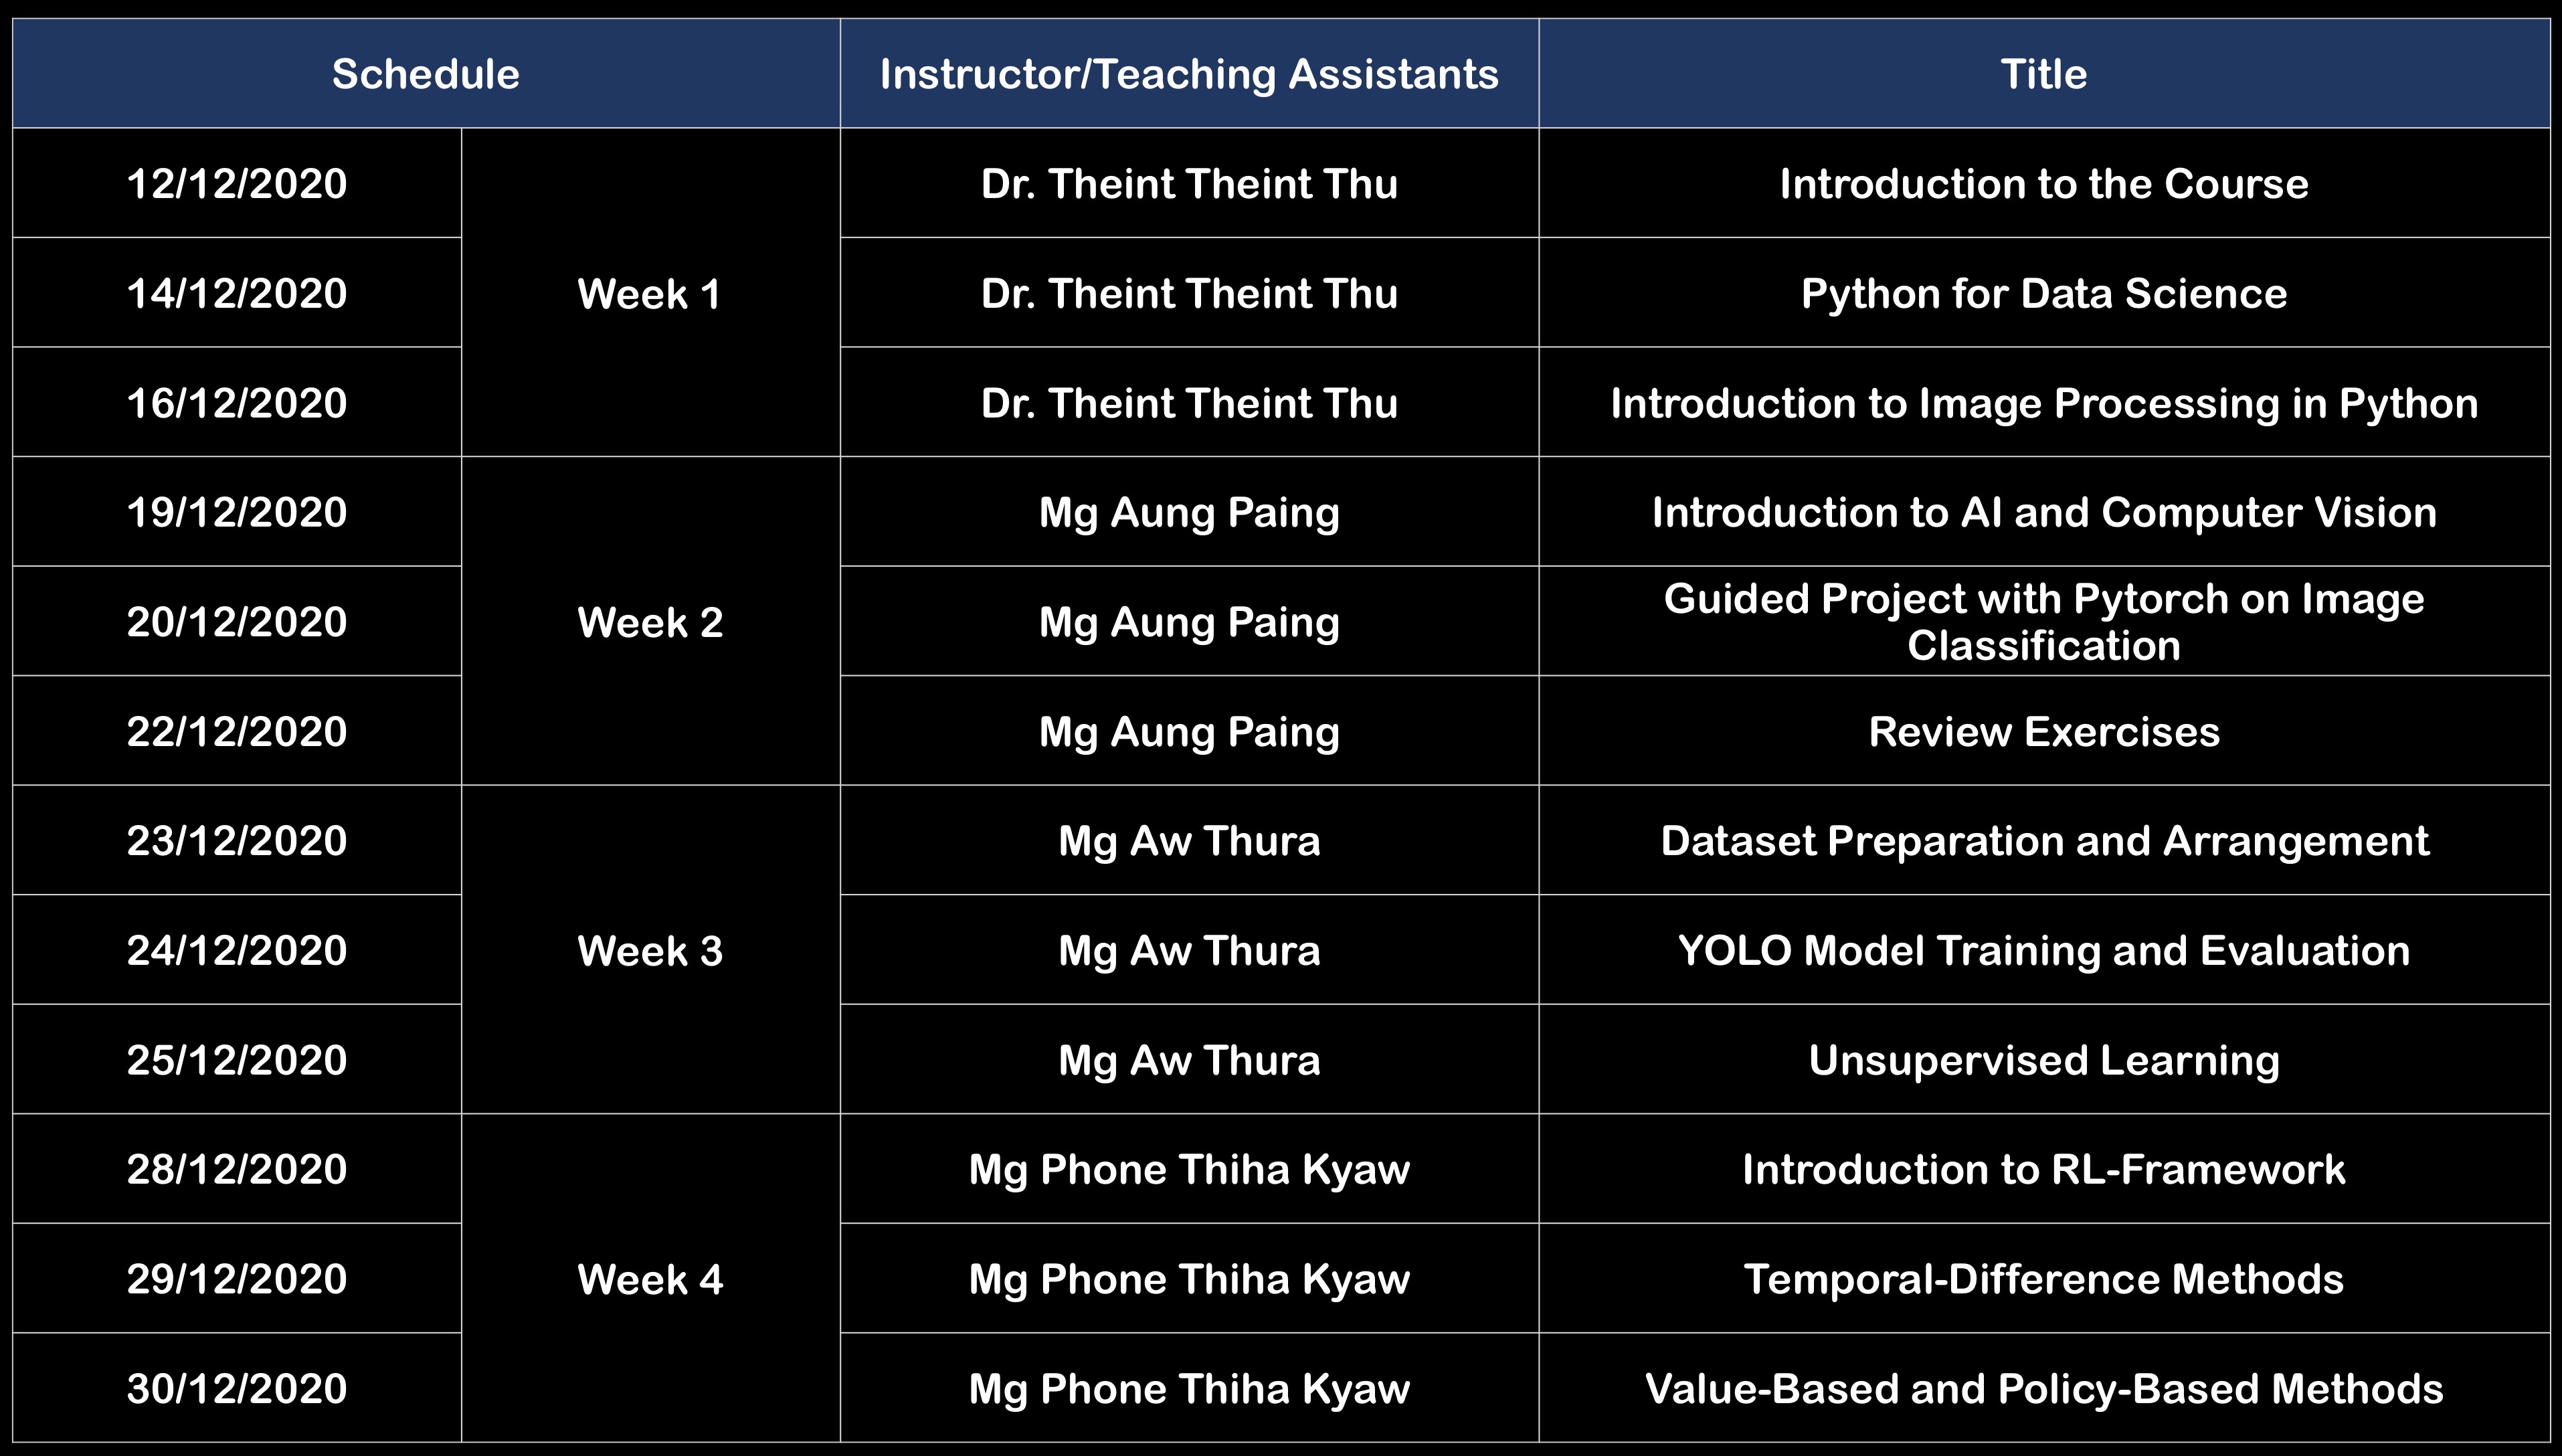 Schedule Instructor/Teaching Assistants Title
12/12/2020 Week 1 Dr. Theint Theint Thu Introduction to the Course
14/12/2020 Dr. Theint Theint Thu Python for Data Science
16/12/2020 Dr. Theint Theint Thu Introduction to Image Processing in Python
19/12/2020 Week 2 Mg Aung Paing Introduction to AI and Computer Vision
20/12/2020 Mg Aung Paing Guided Project with Pytorch on Image
Classification
22/12/2020 Mg Aung Paing Review Exercises
23/12/2020 Week 3 Mg Aw Thura Dataset Preparation and Arrangement
24/12/2020 Mg Aw Thura YOLO Model Training and Evaluation
25/12/2020 Mg Aw Thura Unsupervised Learning
28/12/2020 Week 4 Mg Phone Thiha Kyaw Introduction to RL-Framework
29/12/2020 Mg Phone Thiha Kyaw Temporal-Difference Methods
30/12/2020 Mg Phone Thiha Kyaw Value-Based and Policy-Based Methods